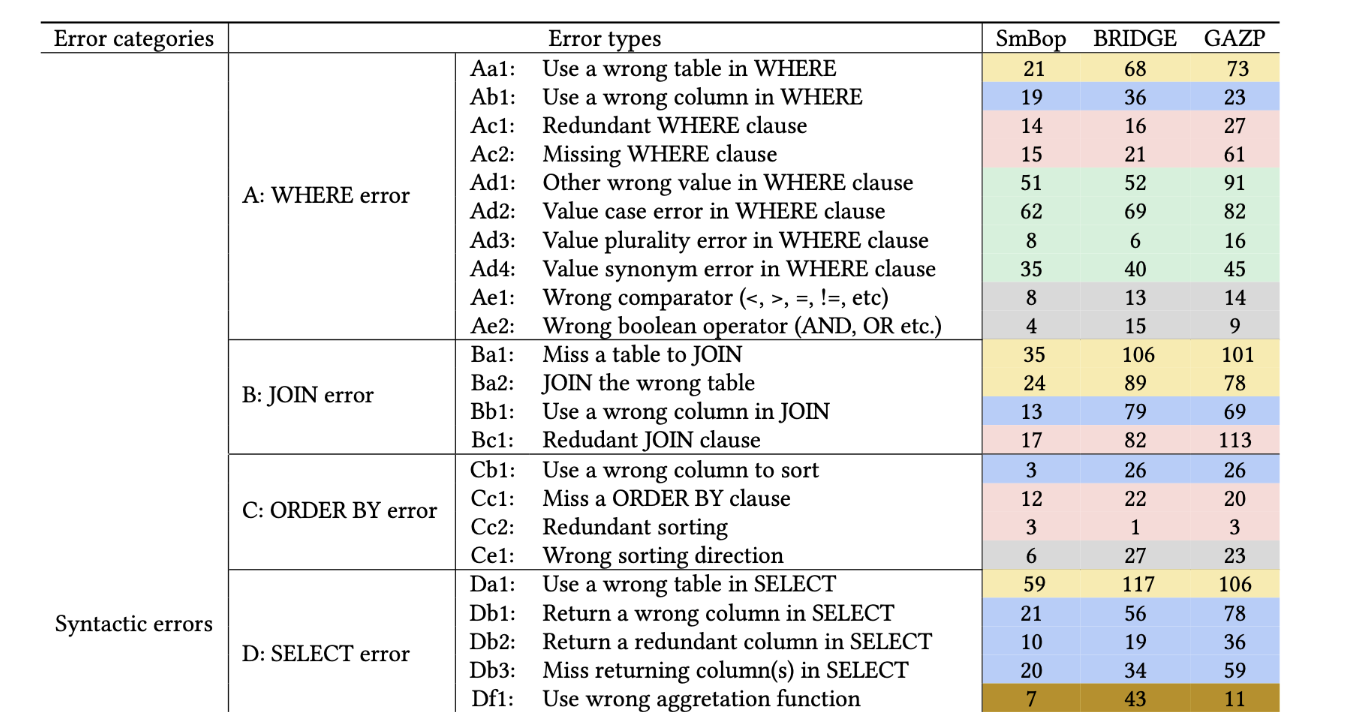 Error categories Error types SmBop BRIDGE GAZP
Aa1: Use a wrong table in WHERE 21 68 73
Ab1: Use a wrong column in WHERE 19 36 23
Ac1: Redundant WHERE clause 14 16 27
Ac2: Missing WHERE clause 15 21 61
Ad1: Other wrong value in WHERE clause 51 52 91
A: WHERE error
Ad2: Value case error in WHERE clause 62 69 82
Ad3: Value plurality error in WHERE clause 8 6 16
Ad4: Value synonym error in WHERE clause 35 40 45
Ae1: Wrong comparator (<, >, =, !=, etc) 8 13 14
Ae2: Wrong boolean operator (AND, OR etc.) 4 15 9
Ba1: Miss a table to JOIN 35 106 101
Ba2: JOIN the wrong table 24 89 78
B: JOIN error
Bb1: Use a wrong column in JOIN 13 79 69
Bc1: Redudant JOIN clause 17 82 113
Cb1: Use a wrong column to sort 3 26 26
Cc1: Miss a ORDER BY clause 12 22 20
C: ORDER BY error
Cc2: Redundant sorting 3 1 3
Ce1: Wrong sorting direction 6 27 23
Da1: Use a wrong table in SELECT 59 117 106
Db1: Return a wrong column in SELECT 21 56 78
Syntactic errors
Db2: Return a redundant column in SELECT 10 19 36
D: SELECT error
Db3: Miss returning column(s) in SELECT 20 34 59
Df1: Use wrong aggretation function 7 43 11